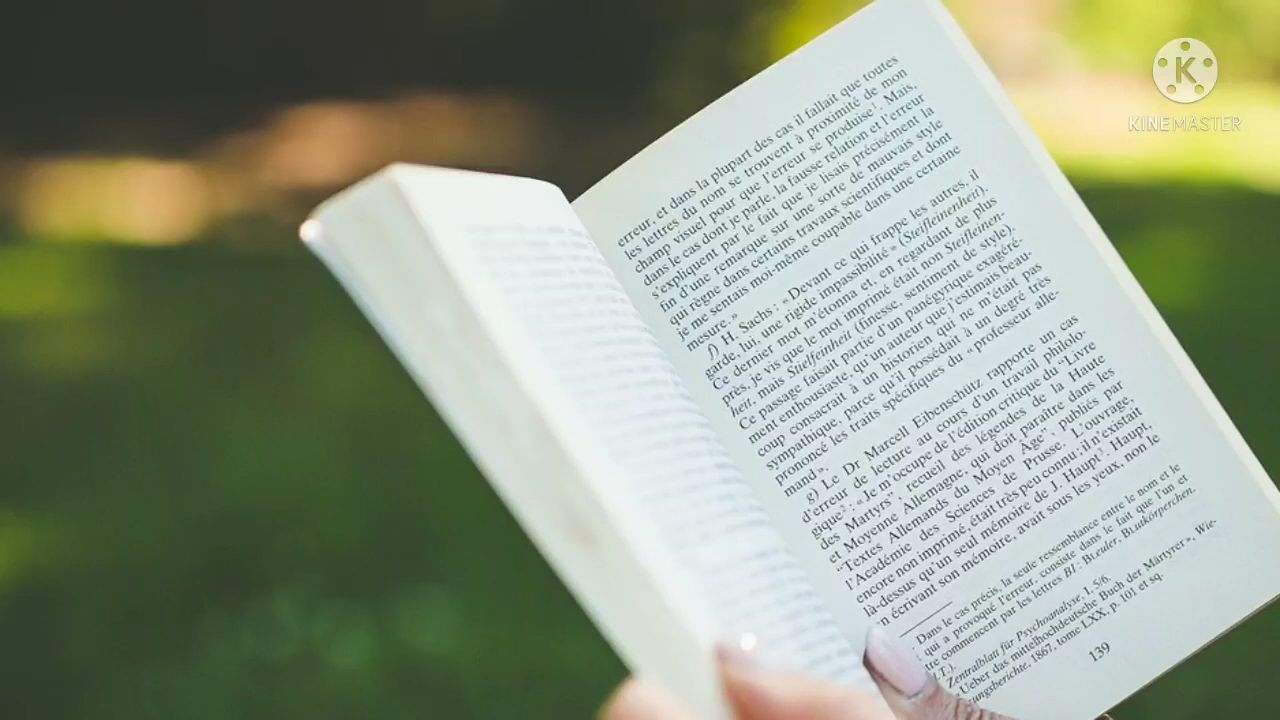 erreur, et dans la plupart des cas il fallait que toutes
les lettres du nom se trouvent à proximité de mon
champ visuel pour que l'erreur se produise¹. Mais,
dans le cas dont je parle, la fausse relation et l'erreur
s'expliquent par le fait que je lisais précisément la
fin d'une remarque sur une sorte de mauvais style
qui règne dans certains travaux scientifiques et dont
je me sentais moi-même coupable dans une certaine
mesure. »
f) H. Sachs : « Devant ce qui frappe les autres, il
garde, lui, une rigide impassibilité » (Steifleinenheit).
Ce dernier mot m'étonna et, en regardant de plus
près, je vis que le mot imprimé était non Steifleinen-
heit, mais Stilfeinheit (finesse, sentiment de style).
Ce passage faisait partie d'un panégyrique exagéré-
ment enthousiaste, qu'un auteur que j'estimais beau-
coup consacrait à un historien qui ne m'était pas
sympathique, parce qu'il possédait à un degré très
prononcé les traits spécifiques du « professeur alle-
mand ».
g) Le Dr Marcell Eibenschütz rapporte un cas
d'erreur de lecture au cours d'un travail philolo-
gique² : « Je m'occupe de l'édition critique du “Livre
des Martyrs”, recueil des légendes de la Haute
et Moyenne Allemagne, qui doit paraître dans les
“Textes Allemands du Moyen Age”, publiés par
l'Académie des Sciences de Prusse. L'ouvrage,
encore non imprimé, était très peu connu ; il n'existait
là-dessus qu'un seul mémoire de J. Haupt³. Haupt,
n écrivant son mémoire, avait sous les yeux, non le
Dans le cas précis, la seule ressemblance entre le nom et le
qui a provoqué l'erreur, consiste dans le fait que l'un et
tre commencent par les lettres Bl : Bleuler, Blutkörperchen.
T.).
Zentralblatt für Psychoanalyse, I, 5/6.
Ueber das mittelhochdeutsche Buch der Märtyrer », Wie-
ungsberichte, 1867, tome LXX, p. 101 et sq.
139
KINEMASTER